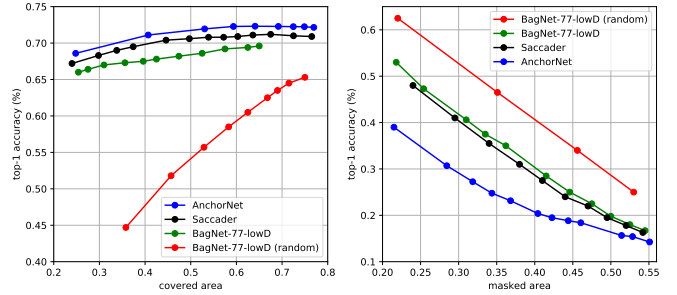 0.75
0.70
0.65
0.60
0.55
0.50
0.45
0.40
top-1 accuracy (%)
0.2 0.3 0.4 0.5 0.6 0.7 0.8
covered area
AnchorNet
Saccader
BagNet-77-lowD
BagNet-77-lowD (random)
0.6
0.5
0.4
0.3
0.2
0.1
top-1 accuracy (%)
0.20 0.25 0.30 0.35 0.40 0.45 0.50 0.55
masked area
BagNet-77-lowD (random)
BagNet-77-lowD
Saccader
AnchorNet